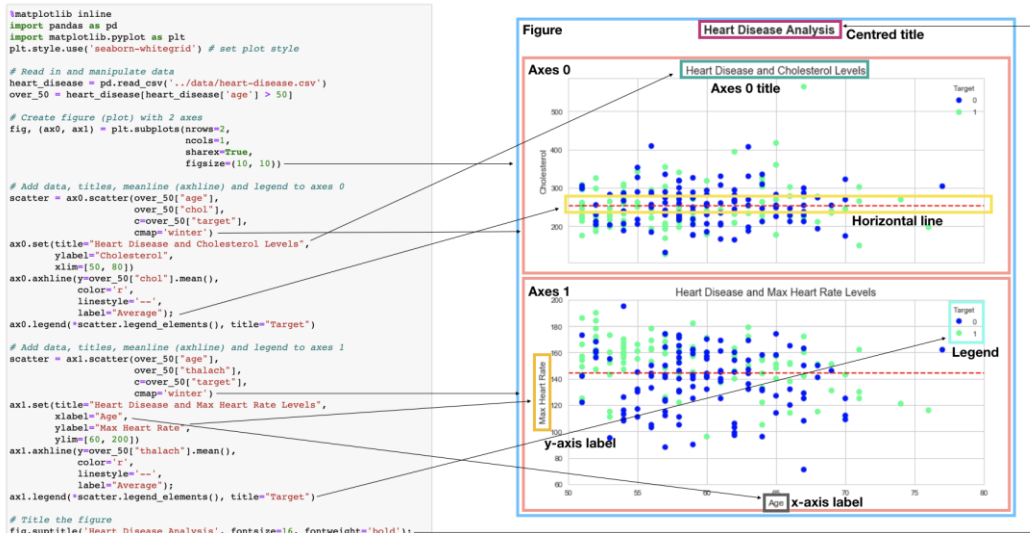 %matplotlib inline
import pandas as pd
import matplotlib.pyplot as plt
plt.style.use('seaborn-whitegrid') # set plot style
# Read in and manipulate data
heart_disease = pd.read_csv('../data/heart-disease.csv')
over_50 = heart_disease[heart_disease['age'] > 50]
# Create figure (plot) with 2 axes
fig, (ax0, ax1) = plt.subplots(nrows=2,
ncols=1,
sharex=True,
figsize=(10, 10))
# Add data, titles, meanline (axhline) and legend to axes 0
scatter = ax0.scatter(over_50["age"],
over_50["chol"],
c=over_50["target"],
cmap='winter')
ax0.set(title="Heart Disease and Cholesterol Levels",
ylabel="Cholesterol",
xlim=[50, 80])
ax0.axhline(y=over_50["chol"].mean(),
color='r',
linestyle='--',
label="Average");
ax0.legend(*scatter.legend_elements(), title="Target")
# Add data, titles, meanline (axhline) and legend to axes 1
scatter = ax1.scatter(over_50["age"],
over_50["thalach"],
c=over_50["target"],
cmap='winter')
ax1.set(title="Heart Disease and Max Heart Rate Levels",
xlabel="Age",
ylabel="Max Heart Rate",
ylim=[60, 200])
ax1.axhline(y=over_50["thalach"].mean(),
color='r',
linestyle='--',
label="Average");
ax1.legend(*scatter.legend_elements(), title="Target")
# Title the figure
fig.suptitle('Heart Disease Analysis', fontsize=16, fontweight='bold');
Figure
Heart Disease Analysis
Centred title
Axes 0
Heart Disease and Cholesterol Levels
Axes 0 title
Target
0
1
500
400
300
200
Cholesterol
Horizontal line
Axes 1
Heart Disease and Max Heart Rate Levels
Target
0
1
Legend
200
180
160
140
120
100
80
60
Max Heart Rate
y-axis label
50
55
60
65
70
75
80
Age
x-axis label